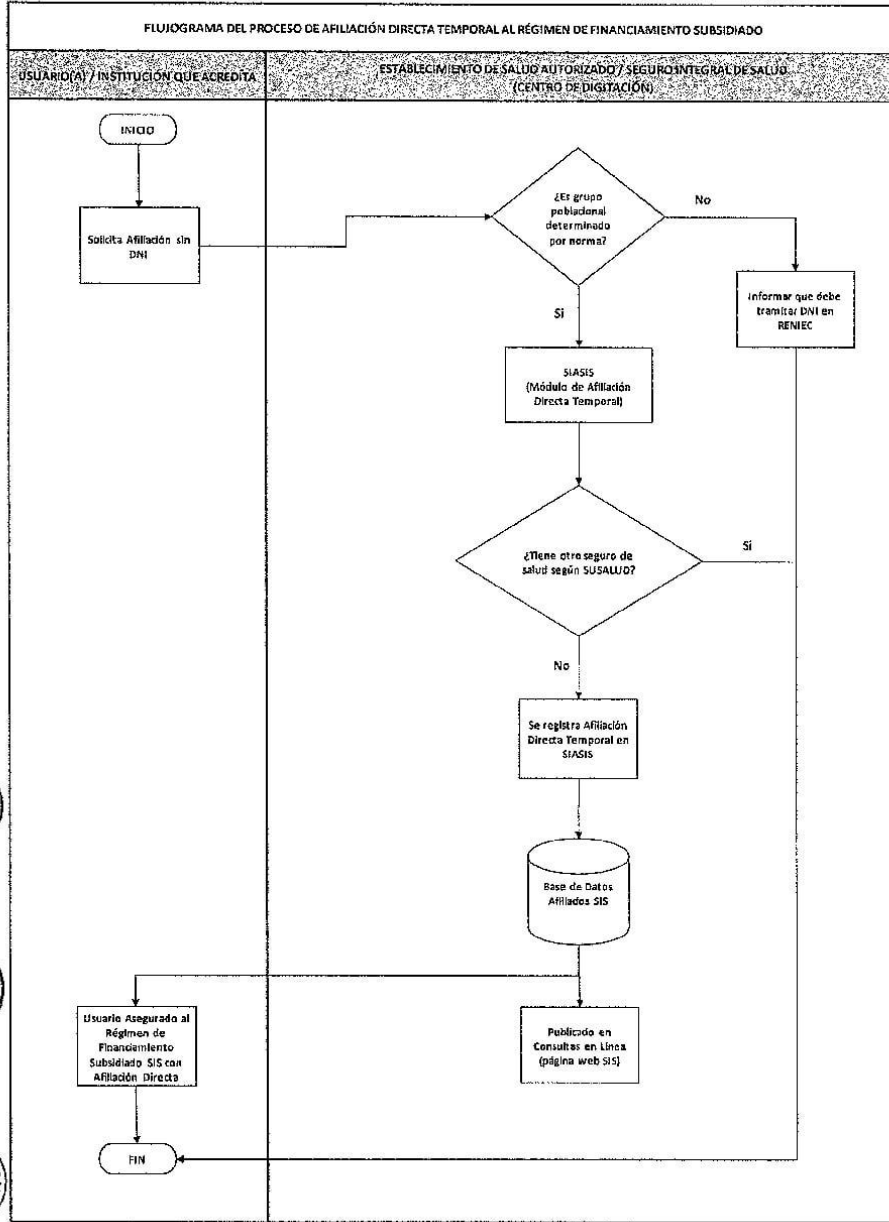 FLUJOGRAMA DEL PROCESO DE AFILIACIÓN DIRECTA TEMPORAL AL RÉGIMEN DE FINANCIAMIENTO SUBSIDIADO
USUARIO(A) / INSTITUCIÓN QUE ACREDITA
ESTABLECIMIENTO DE SALUD AUTORIZADO / SEGURO INTEGRAL DE SALUD
(CENTRO DE DIGITACIÓN)
INICIO
Solicita Afiliación sin
DNI
¿Es grupo
poblacional
determinado
por norma?
No
Informar que debe
tramitar DNI en
RENIEC
Si
SIASIS
(Módulo de Afiliación
Directa Temporal)
¿Tiene otro seguro de
salud según SUSALUD?
Sí
No
Se registra Afiliación
Directa Temporal en
SIASIS
Base de Datos
Afiliados SIS
Usuario Asegurado al
Régimen de
Financiamiento
Subsidiado SIS con
Afiliación Directa
Publicado en
Consultas en Línea
(página web SIS)
FIN